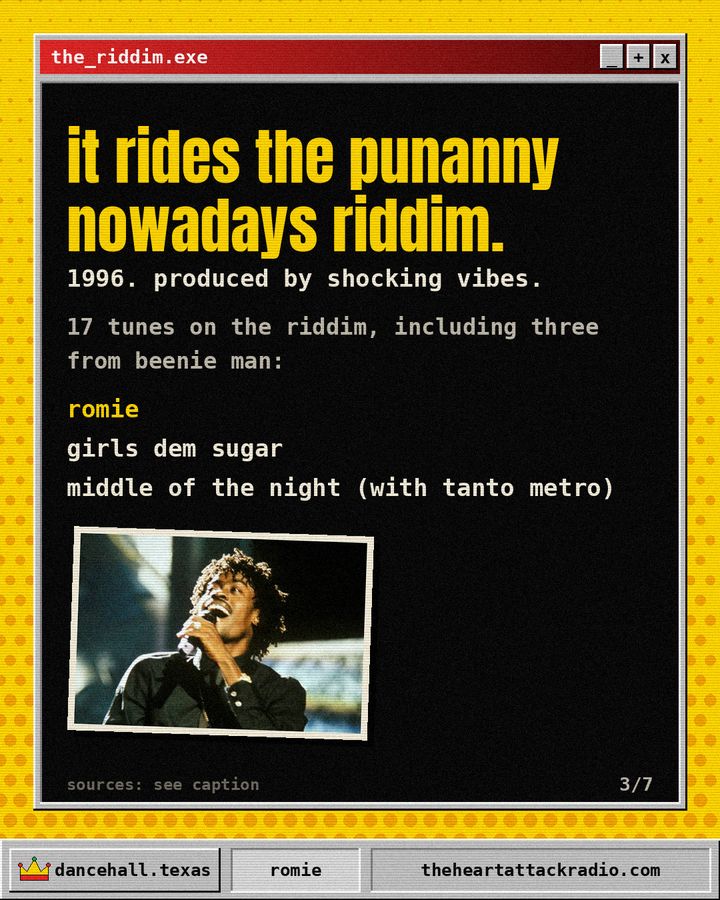 the_riddim.exe
_ + x
it rides the punanny
nowadays riddim.
1996. produced by shocking vibes.
17 tunes on the riddim, including three
from beenie man:
romie
girls dem sugar
middle of the night (with tanto metro)
sources: see caption
3/7
dancehall.texas
romie
theheartattackradio.com